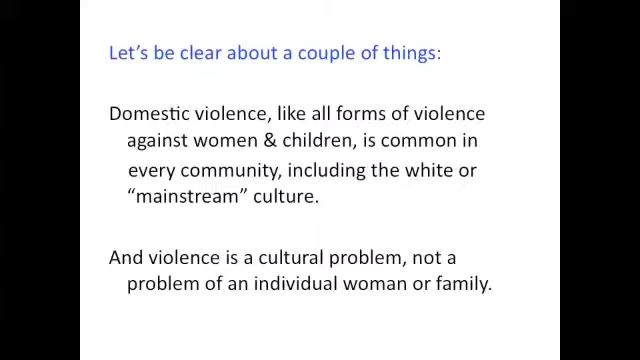 Let's be clear about a couple of things:
Domestic violence, like all forms of violence
against women & children, is common in
every community, including the white or
“mainstream” culture.
And violence is a cultural problem, not a
problem of an individual woman or family.